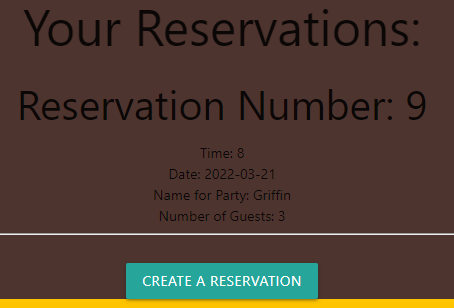 Your Reservations:
Reservation Number: 9
Time: 8
Date: 2022-03-21
Name for Party: Griffin
Number of Guests: 3
CREATE A RESERVATION